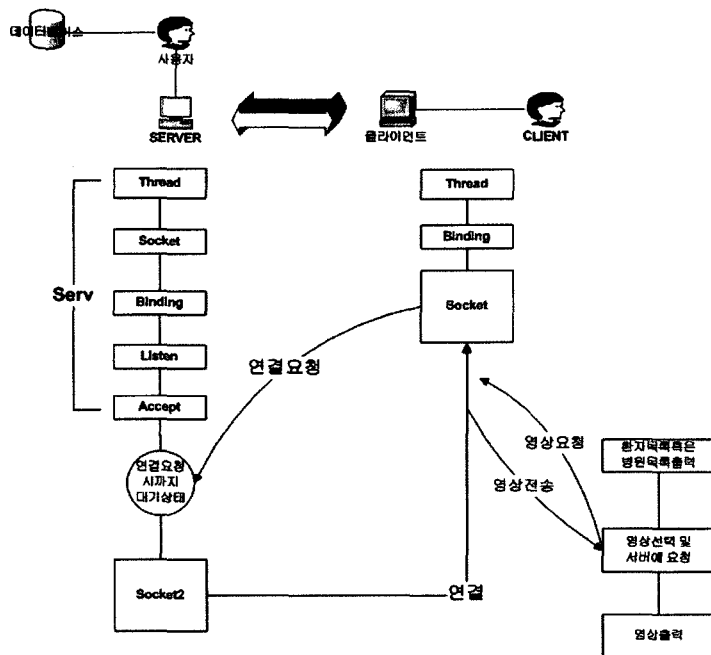 데이터베이스
사용자
SERVER
클라이언트
CLIENT
Thread
Socket
Binding
Listen
Accept
Serv
연결요청
시까지
대기상태
Socket2
Thread
Binding
Socket
연결요청
연결
영상요청
영상전송
환자목록혹은
병원목록출력
영상선택 및
서버에 요청
영상출력